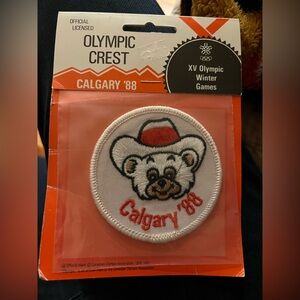 OFFICIAL
LICENSED
OLYMPIC
CREST
CALGARY '88
XV Olympic
Winter
Games
Calgary '88